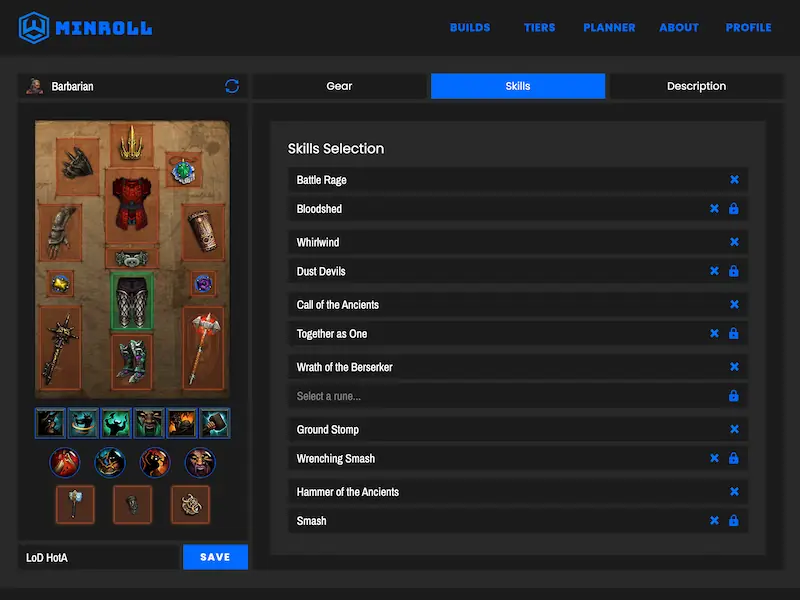 MINROLL
BUILDS TIERS PLANNER ABOUT PROFILE
Barbarian
Gear Skills Description
Skills Selection
Battle Rage
Bloodshed
Whirlwind
Dust Devils
Call of the Ancients
Together as One
Wrath of the Berserker
Select a rune...
Ground Stomp
Wrenching Smash
Hammer of the Ancients
Smash
LoD HotA SAVE